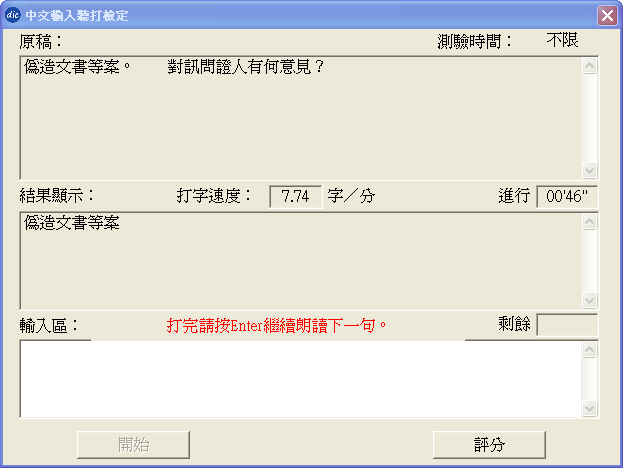 dic 中文輸入聽打檢定
原稿： 測驗時間： 不限
偽造文書等案。 對訊問證人有何意見？
結果顯示： 打字速度： 7.74 字／分 進行 00'46"
偽造文書等案
輸入區： 打完請按Enter繼續朗讀下一句。 剩餘
開始 評分